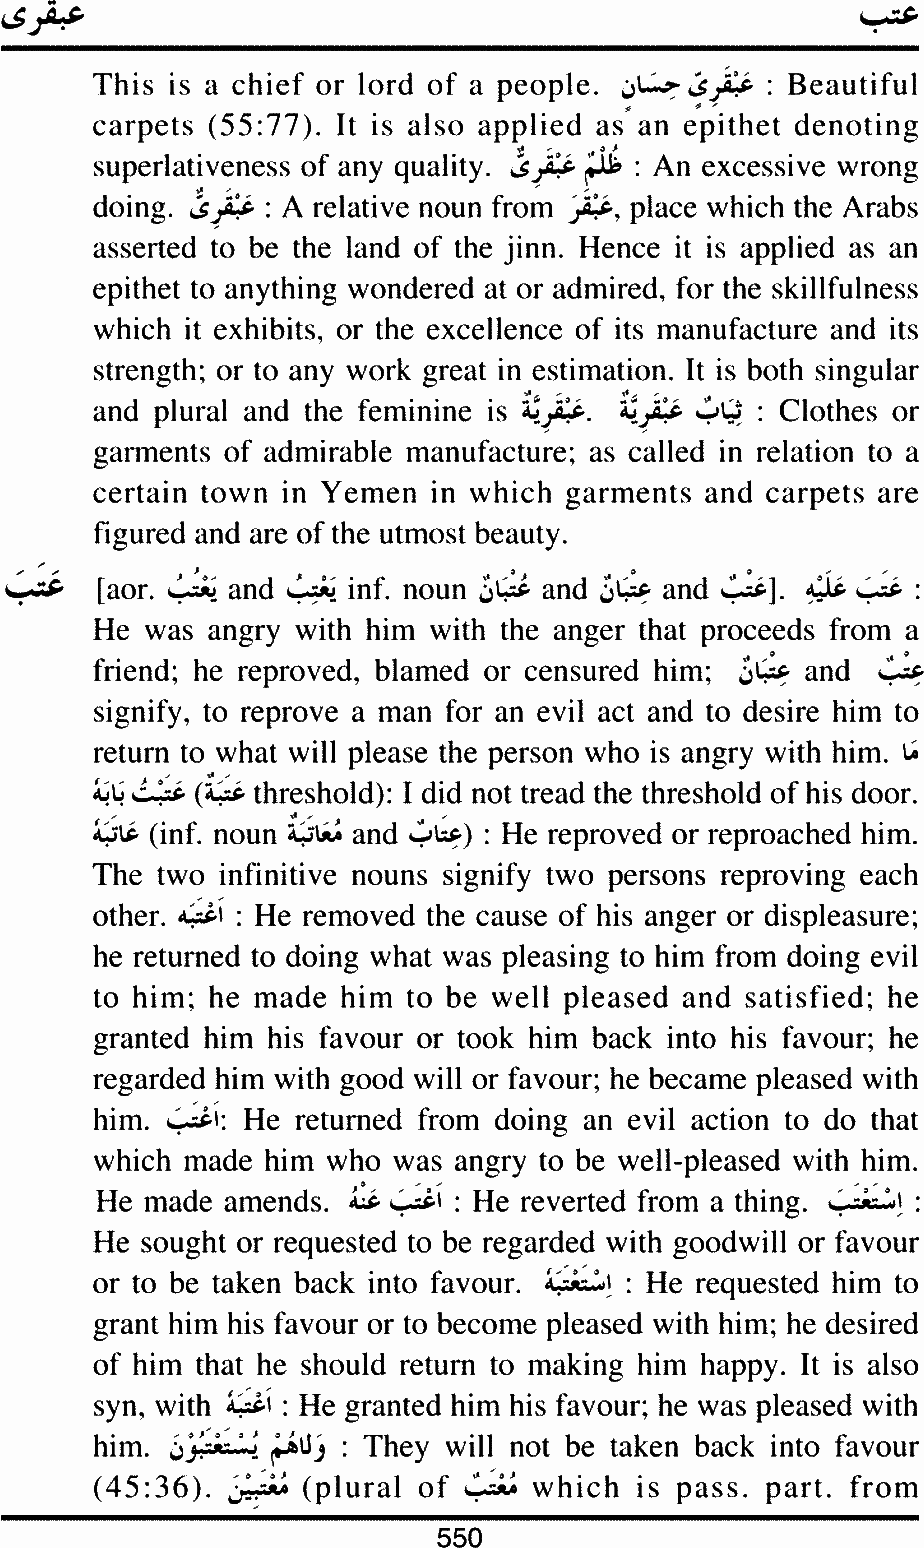 عبقرى عتب
This is a chief or lord of a people. عَبْقَرِيٍّ حِسَانٍ : Beautiful
carpets (55:77). It is also applied as an epithet denoting
superlativeness of any quality. ظُلْمٌ عَبْقَرِيٌّ : An excessive wrong
doing. عَبْقَرِيٌّ : A relative noun from عَبْقَر, place which the Arabs
asserted to be the land of the jinn. Hence it is applied as an
epithet to anything wondered at or admired, for the skillfulness
which it exhibits, or the excellence of its manufacture and its
strength; or to any work great in estimation. It is both singular
and plural and the feminine is عَبْقَرِيَّةٌ. ثِيَابٌ عَبْقَرِيَّةٌ : Clothes or
garments of admirable manufacture; as called in relation to a
certain town in Yemen in which garments and carpets are
figured and are of the utmost beauty.
عَتَبَ [aor. يَعْتُبُ and يَعْتِبُ inf. noun عُتْبَانٌ and عِتْبَانٌ and عَتْبٌ]. عَتَبَ عَلَيْهِ :
He was angry with him with the anger that proceeds from a
friend; he reproved, blamed or censured him; عِتْبَانٌ and عَتْبٌ
signify, to reprove a man for an evil act and to desire him to
return to what will please the person who is angry with him. مَا
عَتَبْتُ بَابَهُ (عَتَبَةٌ threshold): I did not tread the threshold of his door.
عَاتَبَهُ (inf. noun مُعَاتَبَةٌ and عِتَابٌ) : He reproved or reproached him.
The two infinitive nouns signify two persons reproving each
other. اَعْتَبَه : He removed the cause of his anger or displeasure;
he returned to doing what was pleasing to him from doing evil
to him; he made him to be well pleased and satisfied; he
granted him his favour or took him back into his favour; he
regarded him with good will or favour; he became pleased with
him. اَعْتَبَ: He returned from doing an evil action to do that
which made him who was angry to be well-pleased with him.
He made amends. اَعْتَبَ عَنْهُ : He reverted from a thing. اِسْتَعْتَبَ :
He sought or requested to be regarded with goodwill or favour
or to be taken back into favour. اِسْتَعْتَبَهُ : He requested him to
grant him his favour or to become pleased with him; he desired
of him that he should return to making him happy. It is also
syn, with اَعْتَبَهُ : He granted him his favour; he was pleased with
him. وَلَاهُمْ يُسْتَعْتَبُوْنَ : They will not be taken back into favour
(45:36). مُعْتَبِيْنَ (plural of مُعْتَبٌ which is pass. part. from
550